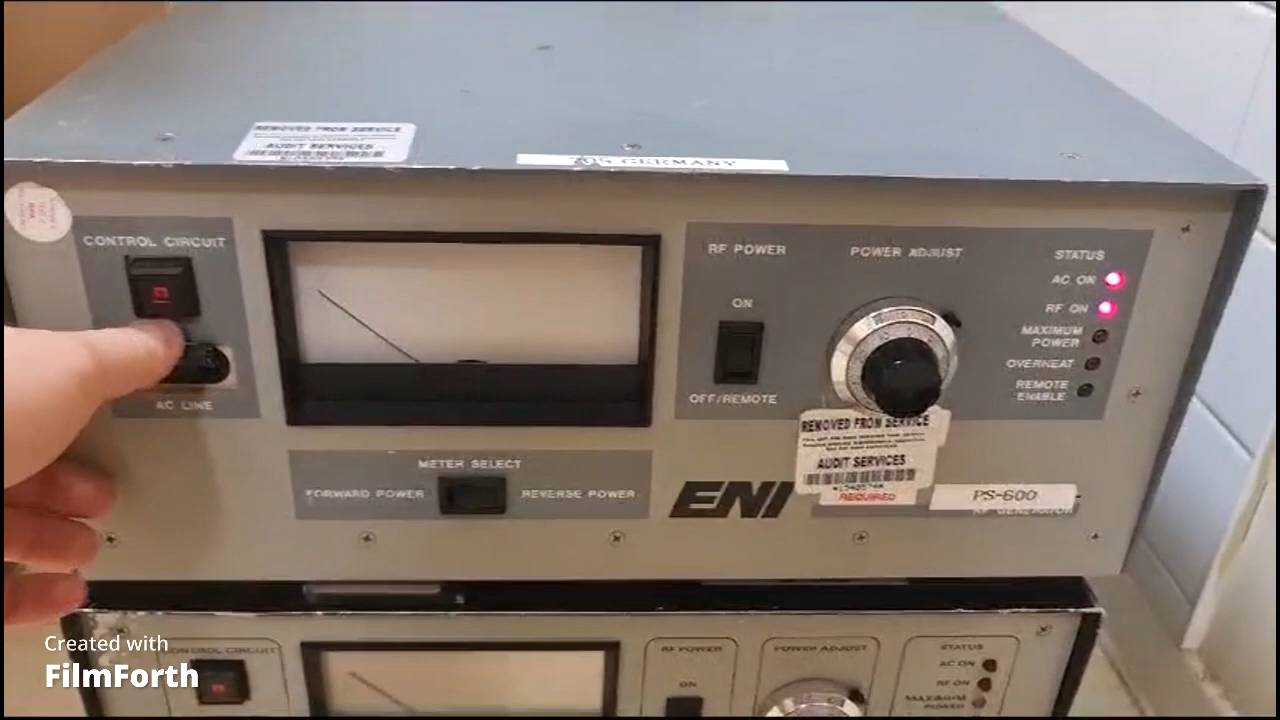 REMOVED FROM SERVICE
AUDIT SERVICES
GERMANY
CONTROL CIRCUIT
AC LINE
RF POWER
ON
OFF/REMOTE
POWER ADJUST
STATUS
AC ON
RF ON
MAXIMUM
POWER
OVERHEAT
REMOTE
ENABLE
METER SELECT
FORWARD POWER
REVERSE POWER
ENI
REMOVED FROM SERVICE
AUDIT SERVICES
REQUIRED
PS-600
RF GENERATOR
CONTROL CIRCUIT
RF POWER
ON
POWER ADJUST
STATUS
AC ON
RF ON
MAXIMUM
POWER
Created with
FilmForth